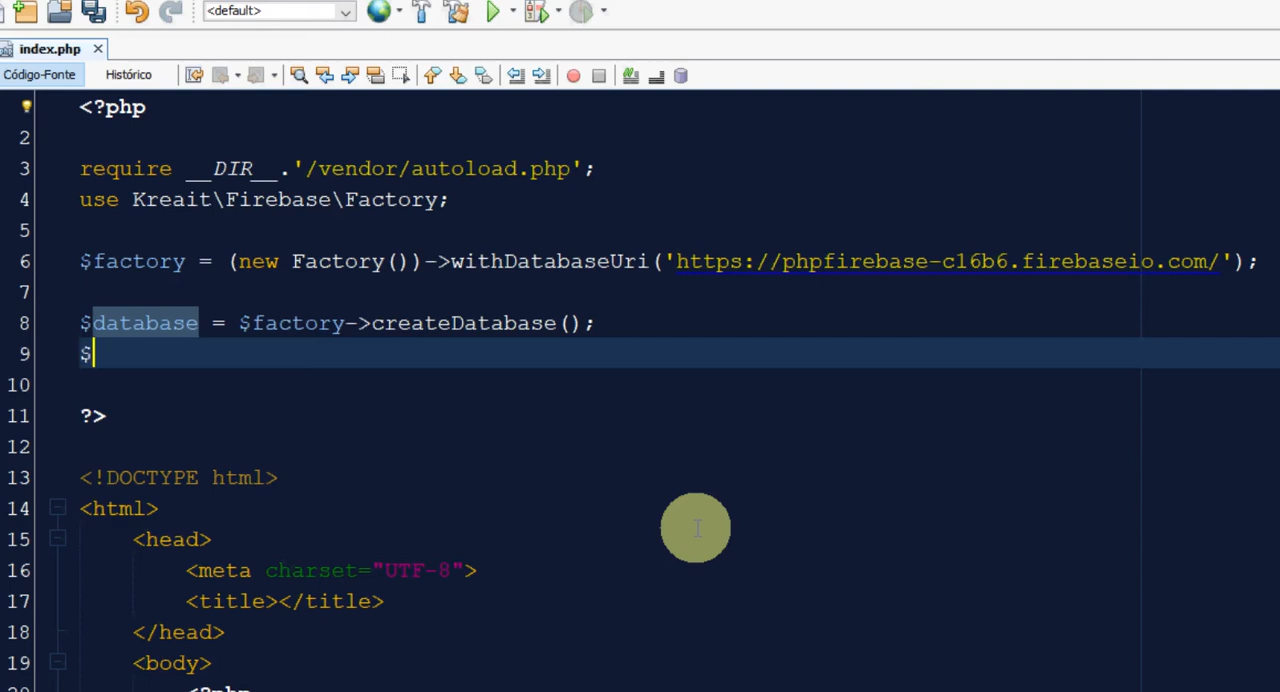 <default>
index.php
Código-Fonte Histórico
<?php
2
3 require __DIR__.'/vendor/autoload.php';
4 use Kreait\Firebase\Factory;
5
6 $factory = (new Factory())->withDatabaseUri('https://phpfirebase-c16b6.firebaseio.com/');
7
8 $database = $factory->createDatabase();
9 $
10
11 ?>
12
13 <!DOCTYPE html>
14 <html>
15 <head>
16 <meta charset="UTF-8">
17 <title></title>
18 </head>
19 <body>
20 <?php